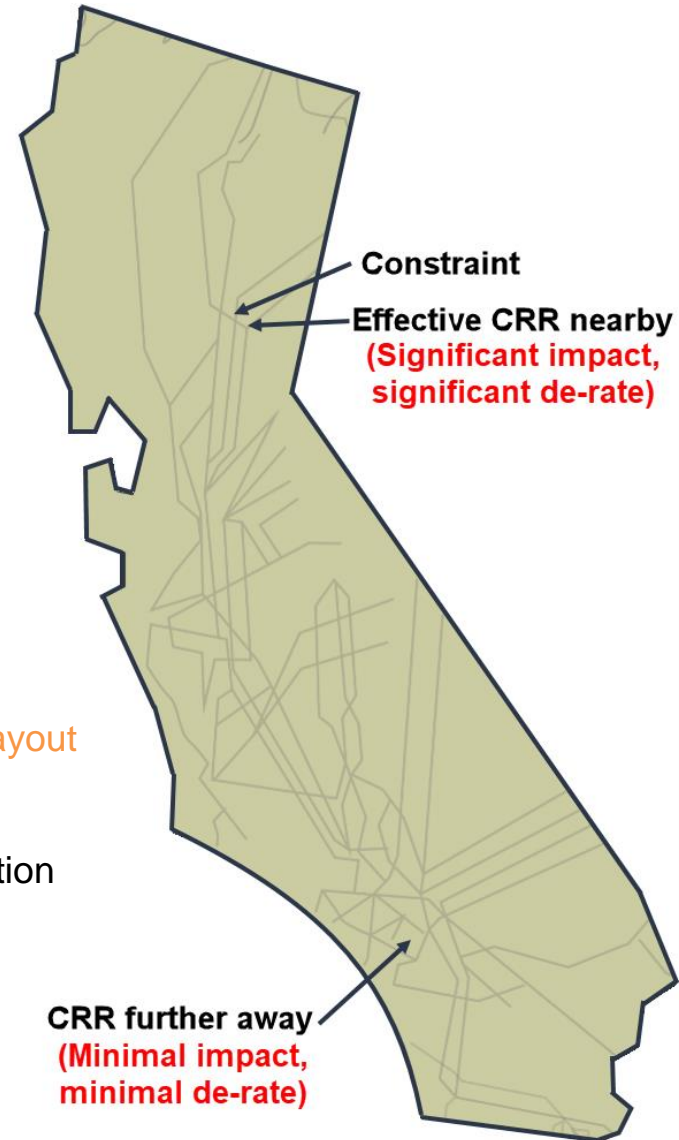 Constraint
Effective CRR nearby
(Significant impact,
significant de-rate)
ayout
tion
CRR further away
(Minimal impact,
minimal de-rate)